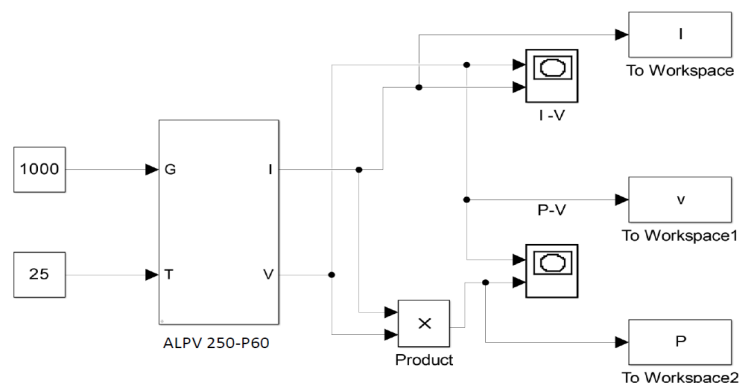 I
To Workspace
I -V
1000
G
I
P-V
v
To Workspace1
25
T
V
X
Product
ALPV 250-P60
P
To Workspace2